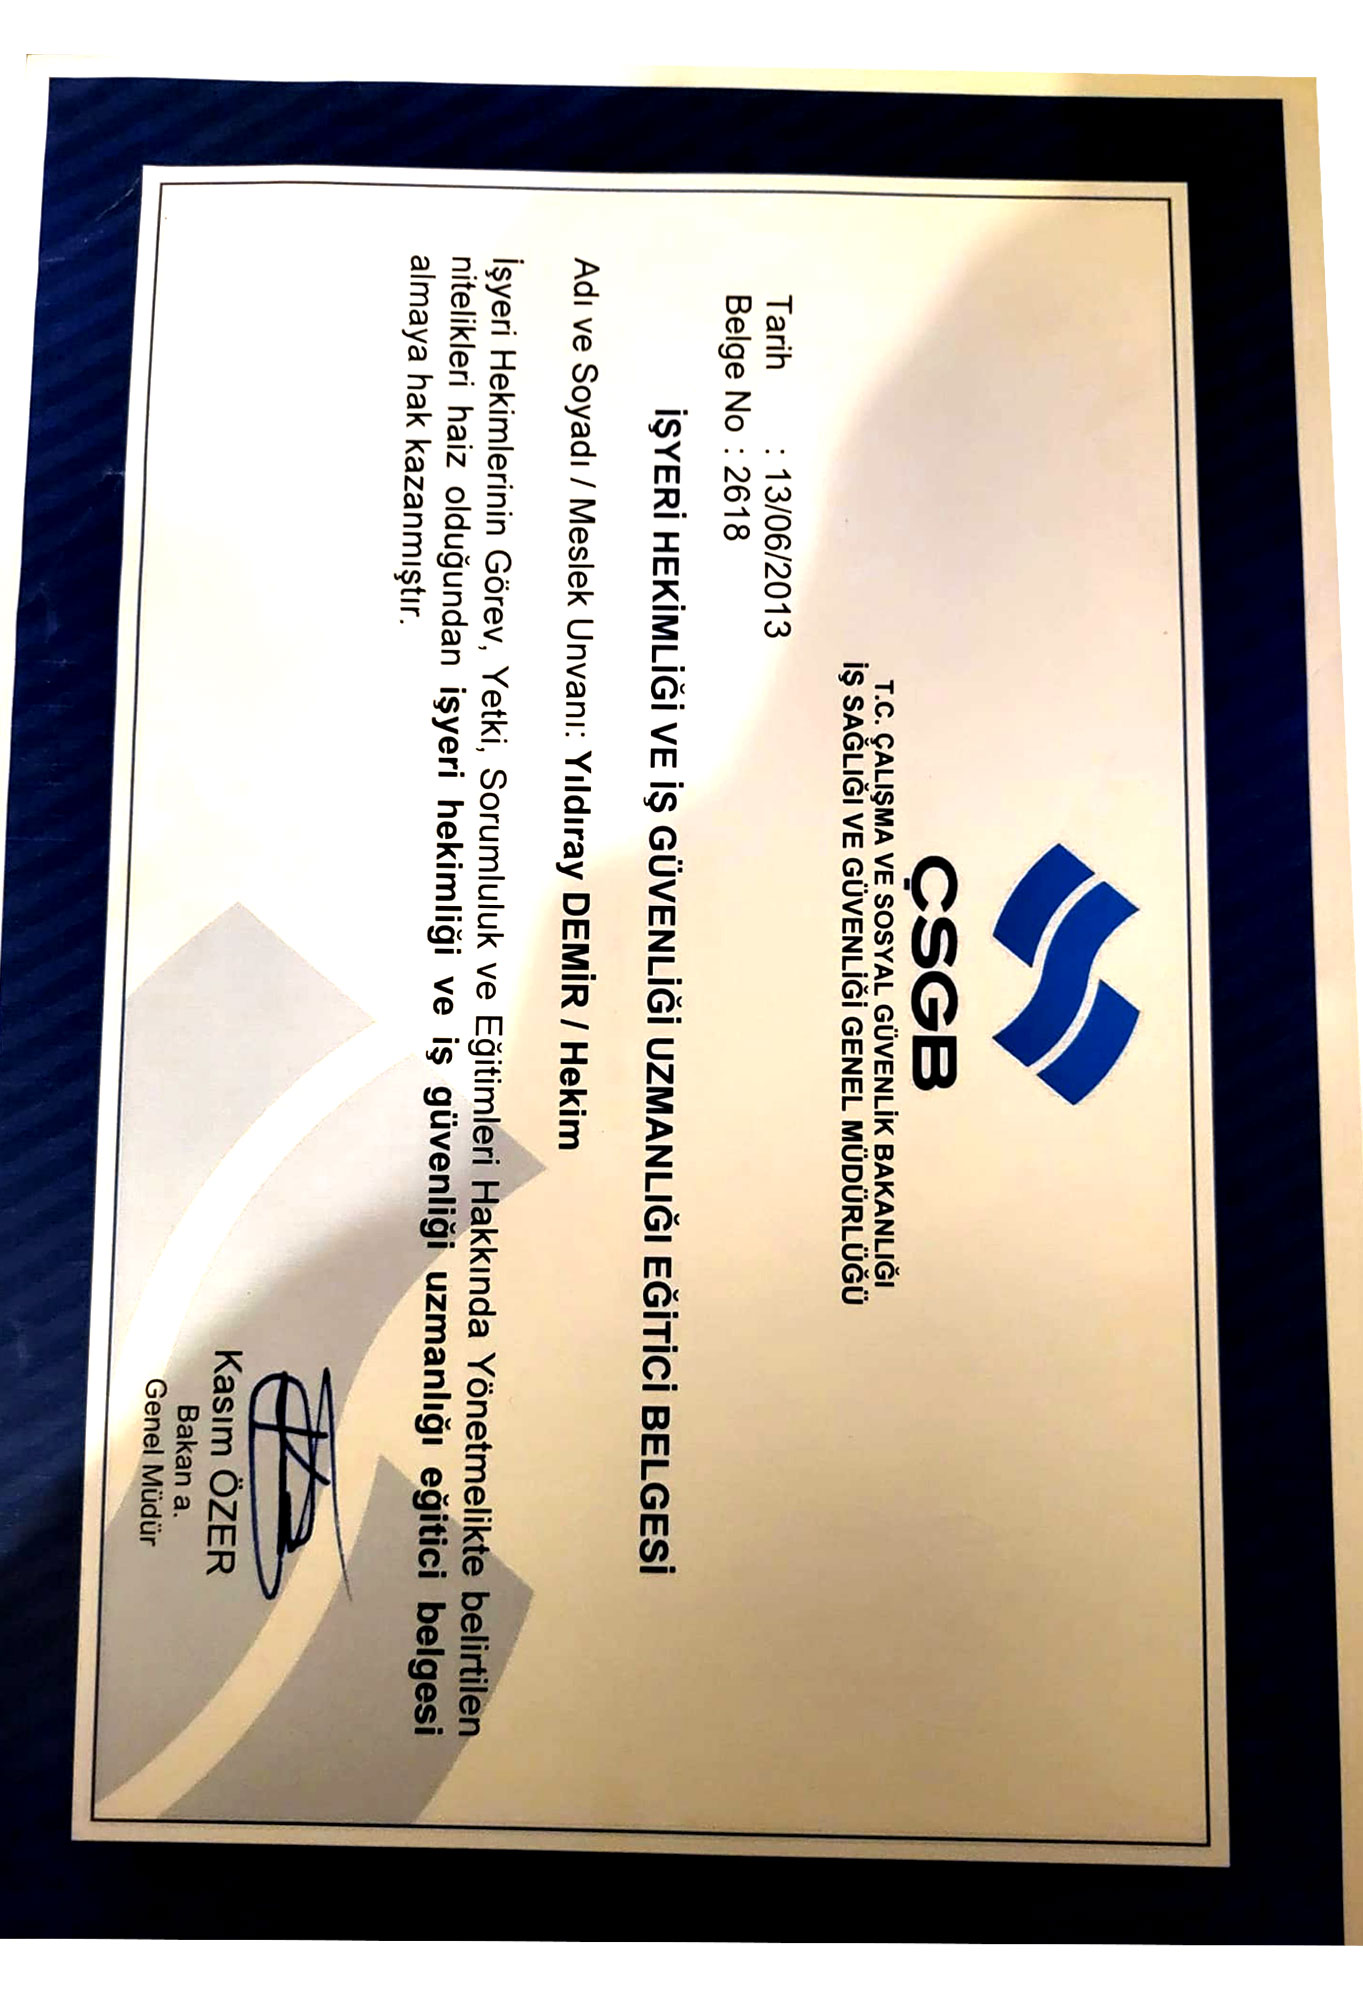 ÇSGB
T.C. ÇALIŞMA VE SOSYAL GÜVENLİK BAKANLIĞI
İŞ SAĞLIĞI VE GÜVENLİĞİ GENEL MÜDÜRLÜĞÜ
Tarih : 13/06/2013
Belge No : 2618
İŞYERİ HEKİMLİĞİ VE İŞ GÜVENLİĞİ UZMANLIĞI EĞİTİCİ BELGESİ
Adı ve Soyadı / Meslek Unvanı: Yıldıray DEMİR / Hekim
İşyeri Hekimlerinin Görev, Yetki, Sorumluluk ve Eğitimleri Hakkında Yönetmelikte belirtilen
nitelikleri haiz olduğundan işyeri hekimliği ve iş güvenliği uzmanlığı eğitici belgesi
almaya hak kazanmıştır.
Kasım ÖZER
Bakan a.
Genel Müdür